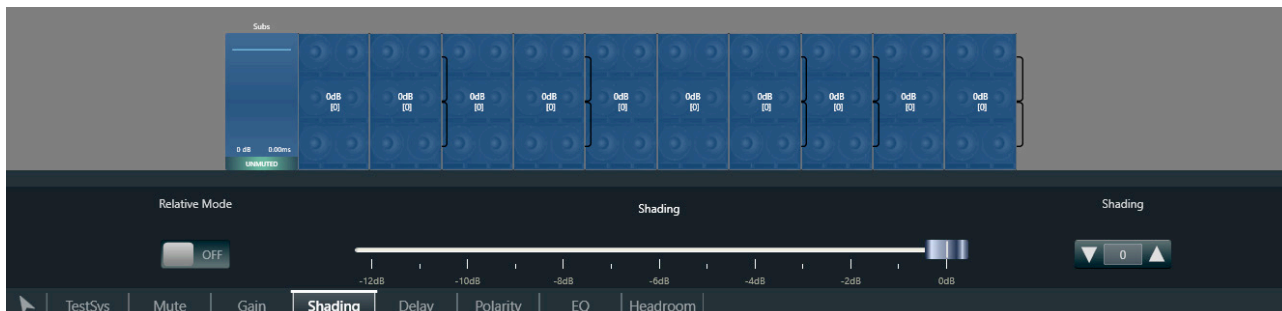 Subs
0dB 0dB 0dB 0dB 0dB 0dB 0dB 0dB 0dB 0dB
[0] [0] [0] [0] [0] [0] [0] [0] [0] [0]
0 dB 0.00ms
UNMUTED
Relative Mode
Shading
Shading
OFF
0
-12dB -10dB -8dB -6dB -4dB -2dB 0dB
TestSys Mute Gain Shading Delay Polarity EQ Headroom